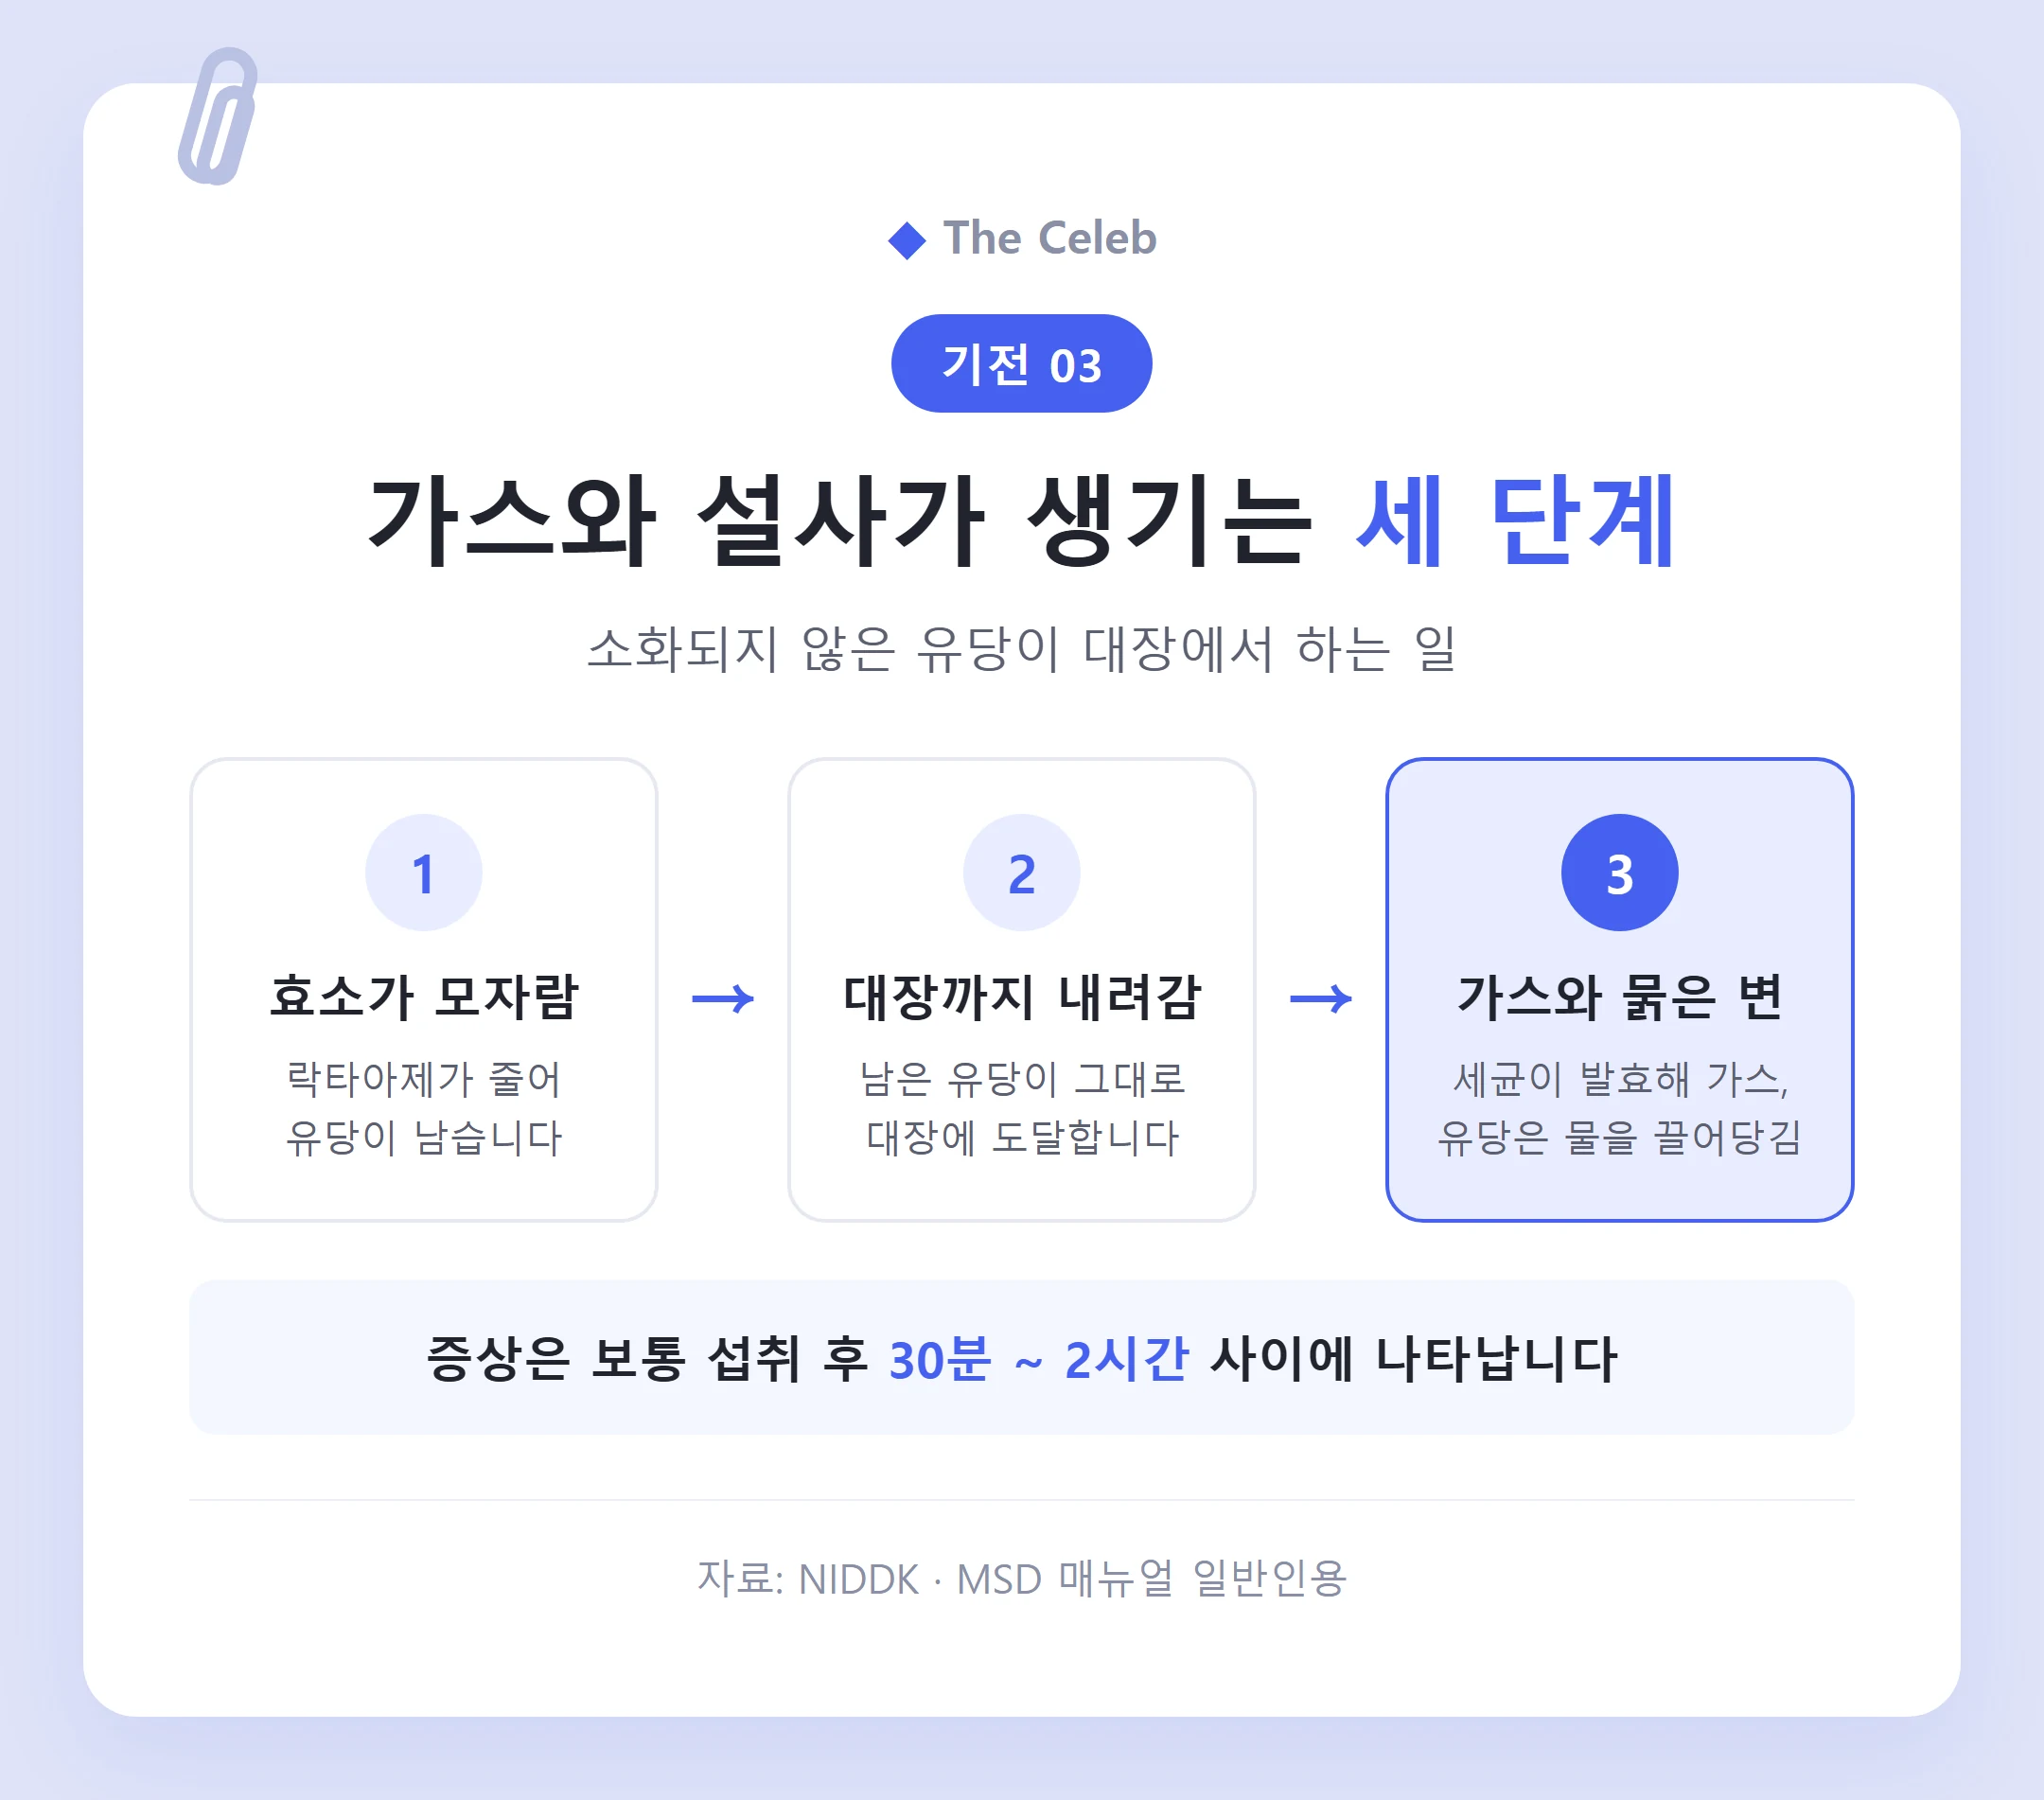 The Celeb
기전 03
가스와 설사가 생기는 세 단계
소화되지 않은 유당이 대장에서 하는 일
1
효소가 모자람
락타아제가 줄어
유당이 남습니다
→
2
대장까지 내려감
남은 유당이 그대로
대장에 도달합니다
→
3
가스와 묽은 변
세균이 발효해 가스,
유당은 물을 끌어당김
증상은 보통 섭취 후 30분 ~ 2시간 사이에 나타납니다
자료: NIDDK · MSD 매뉴얼 일반인용